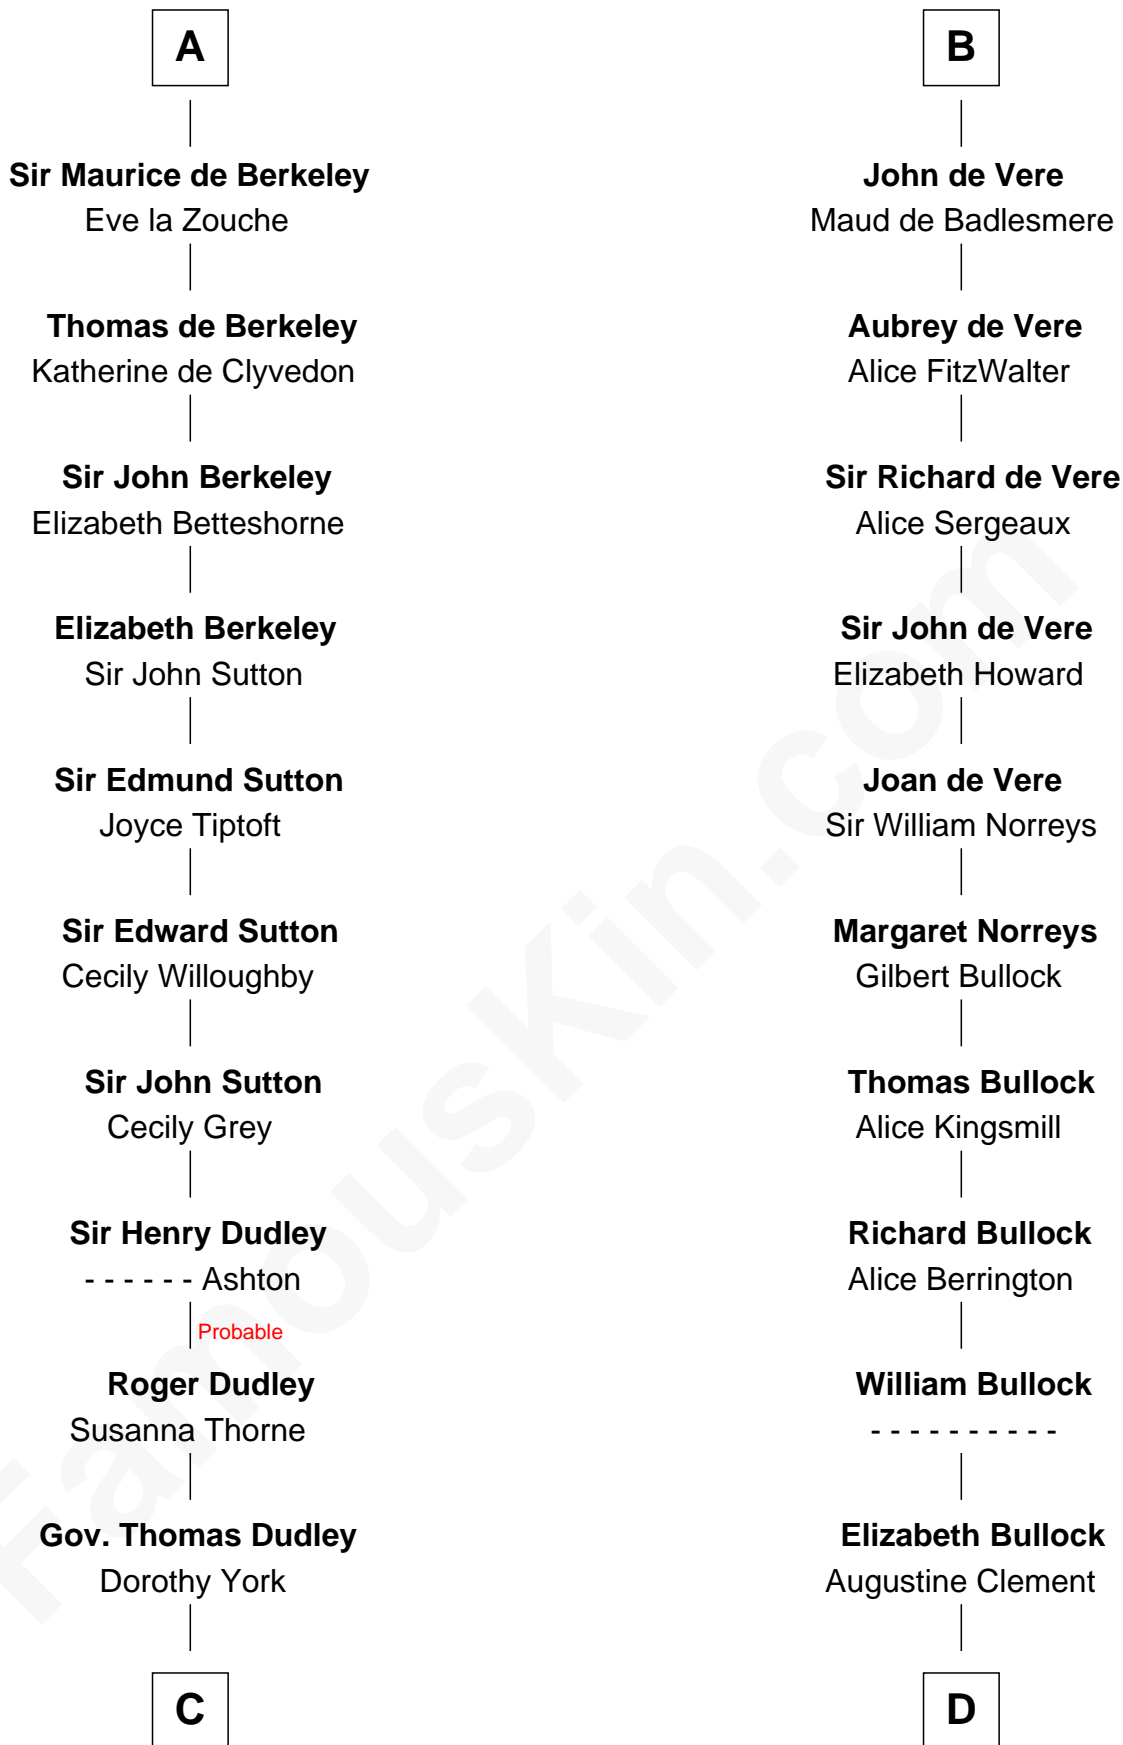 A
Sir Maurice de Berkeley
Eve la Zouche
Thomas de Berkeley
Katherine de Clyvedon
Sir John Berkeley
Elizabeth Betteshorne
Elizabeth Berkeley
Sir John Sutton
Sir Edmund Sutton
Joyce Tiptoft
Sir Edward Sutton
Cecily Willoughby
Sir John Sutton
Cecily Grey
Sir Henry Dudley
- - - - - - Ashton
Probable
Roger Dudley
Susanna Thorne
Gov. Thomas Dudley
Dorothy York
C
B
John de Vere
Maud de Badlesmere
Aubrey de Vere
Alice FitzWalter
Sir Richard de Vere
Alice Sergeaux
Sir John de Vere
Elizabeth Howard
Joan de Vere
Sir William Norreys
Margaret Norreys
Gilbert Bullock
Thomas Bullock
Alice Kingsmill
Richard Bullock
Alice Berrington
William Bullock
- - - - - - - - - -
Elizabeth Bullock
Augustine Clement
D
FamousKin.com